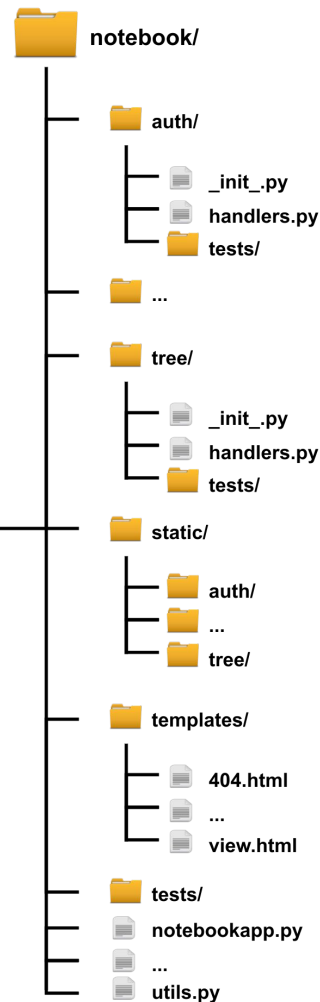 notebook/
auth/
_init_.py
handlers.py
tests/
...
tree/
_init_.py
handlers.py
tests/
static/
auth/
...
tree/
templates/
404.html
...
view.html
tests/
notebookapp.py
...
utils.py